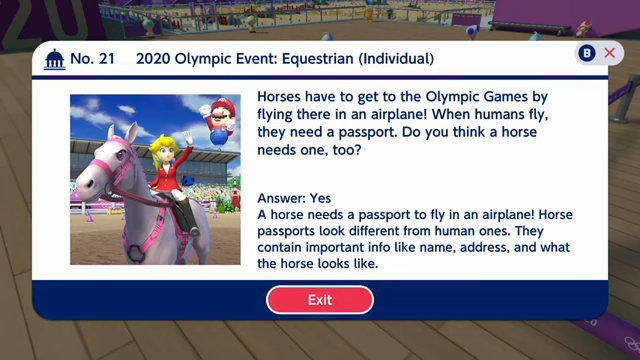 20
B
No. 21 2020 Olympic Event: Equestrian (Individual)
Horses have to get to the Olympic Games by
flying there in an airplane! When humans fly,
they need a passport. Do you think a horse
needs one, too?
Answer: Yes
A horse needs a passport to fly in an airplane! Horse
passports look different from human ones. They
contain important info like name, address, and what
the horse looks like.
Exit